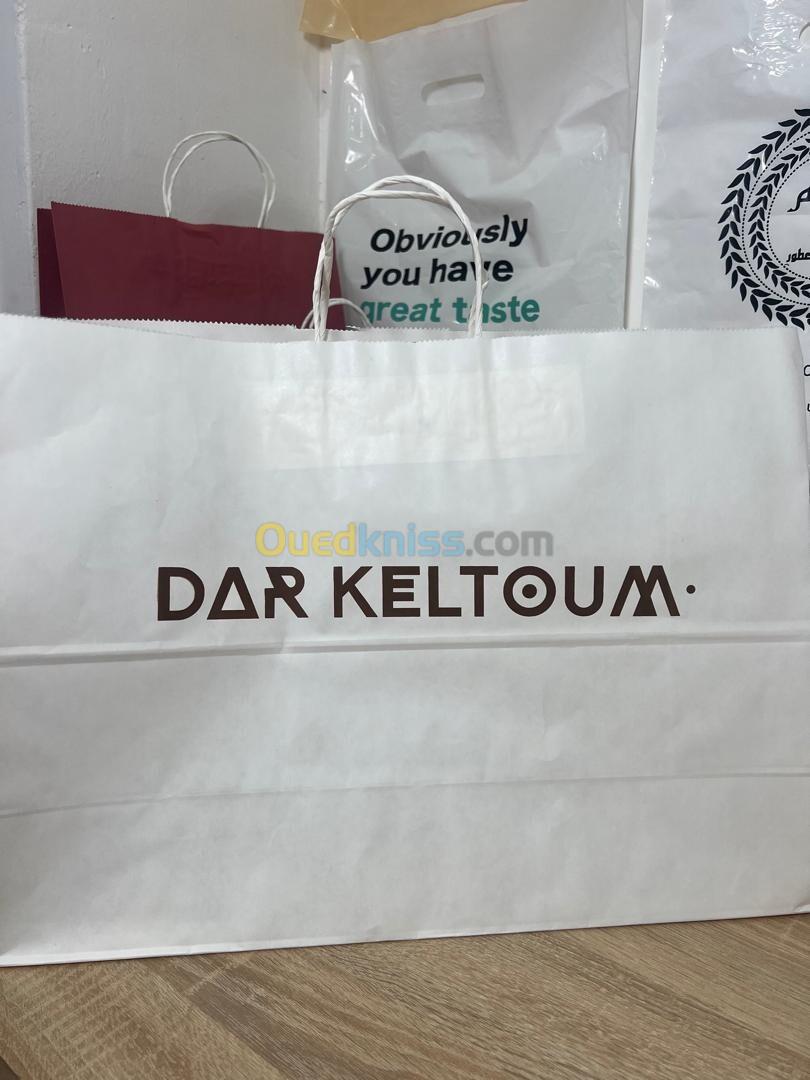 Obviously
you have
great taste
Ouedkniss.com
DAR KELTOUM.